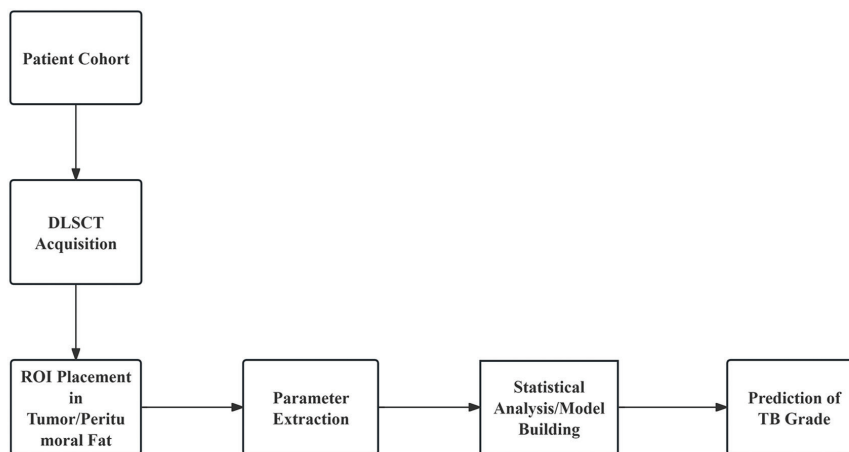 Patient Cohort
DLSCT
Acquisition
ROI Placement
in
Tumor/Peritu
moral Fat
Parameter
Extraction
Statistical
Analysis/Model
Building
Prediction of
TB Grade